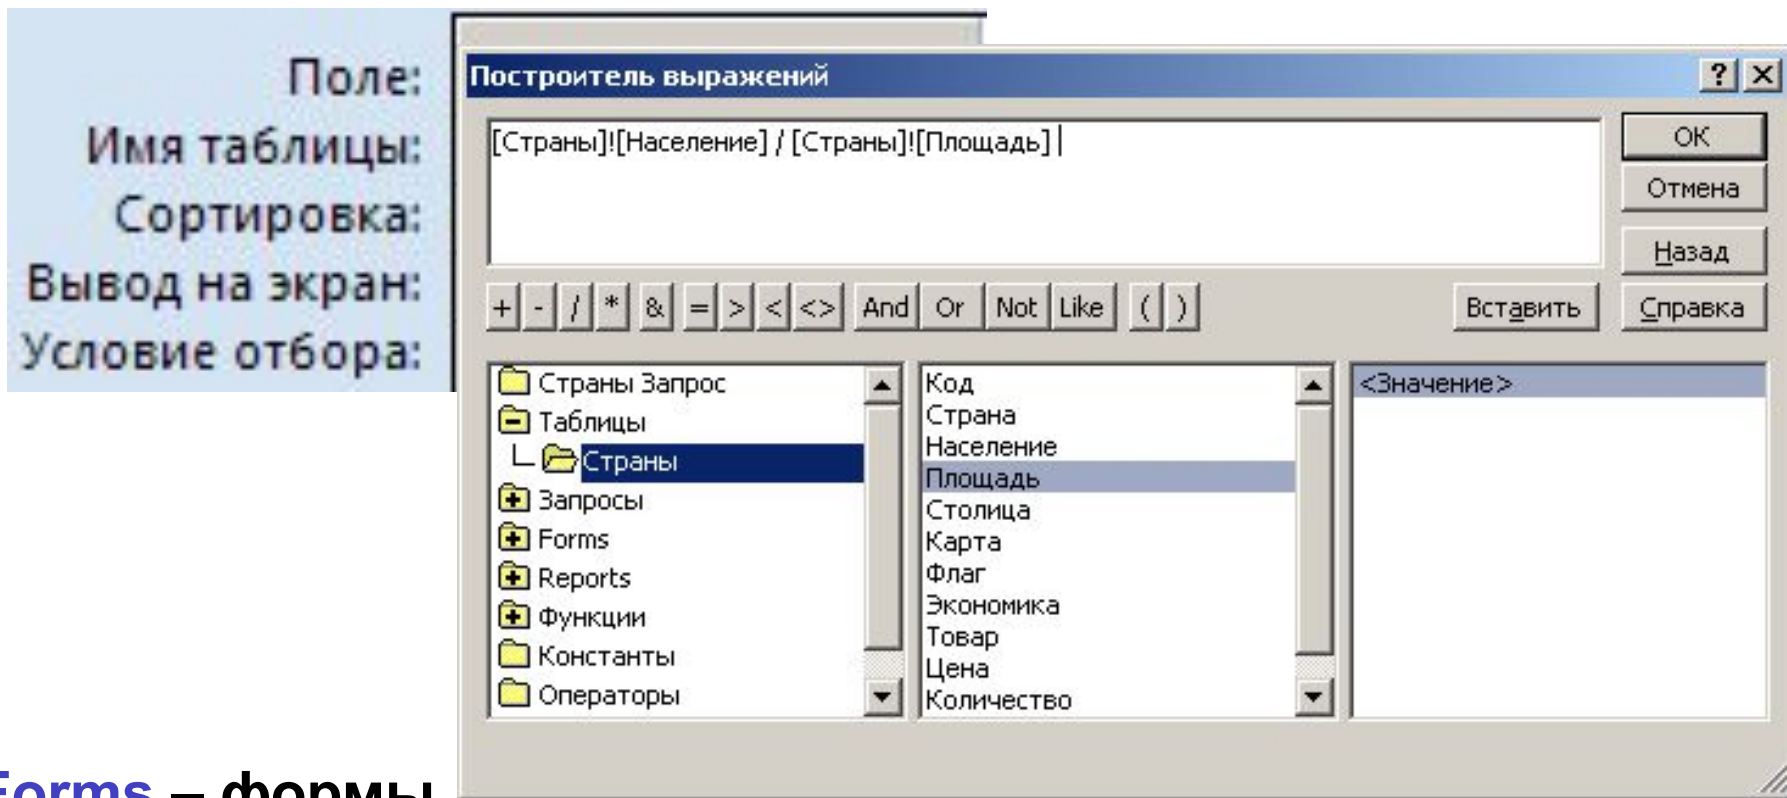 Поле:
Имя таблицы:
Сортировка:
Вывод на экран:
Условие отбора:
Построитель выражений
[Страны]![Население] / [Страны]![Площадь]
OK
Отмена
Назад
+ - / * & = > < <> And Or Not Like ( )
Вставить
Справка
Страны Запрос
Таблицы
Страны
Запросы
Forms
Reports
Функции
Константы
Операторы
Код
Страна
Население
Площадь
Столица
Карта
Флаг
Экономика
Товар
Цена
Количество
<Значение>
Forms – формы